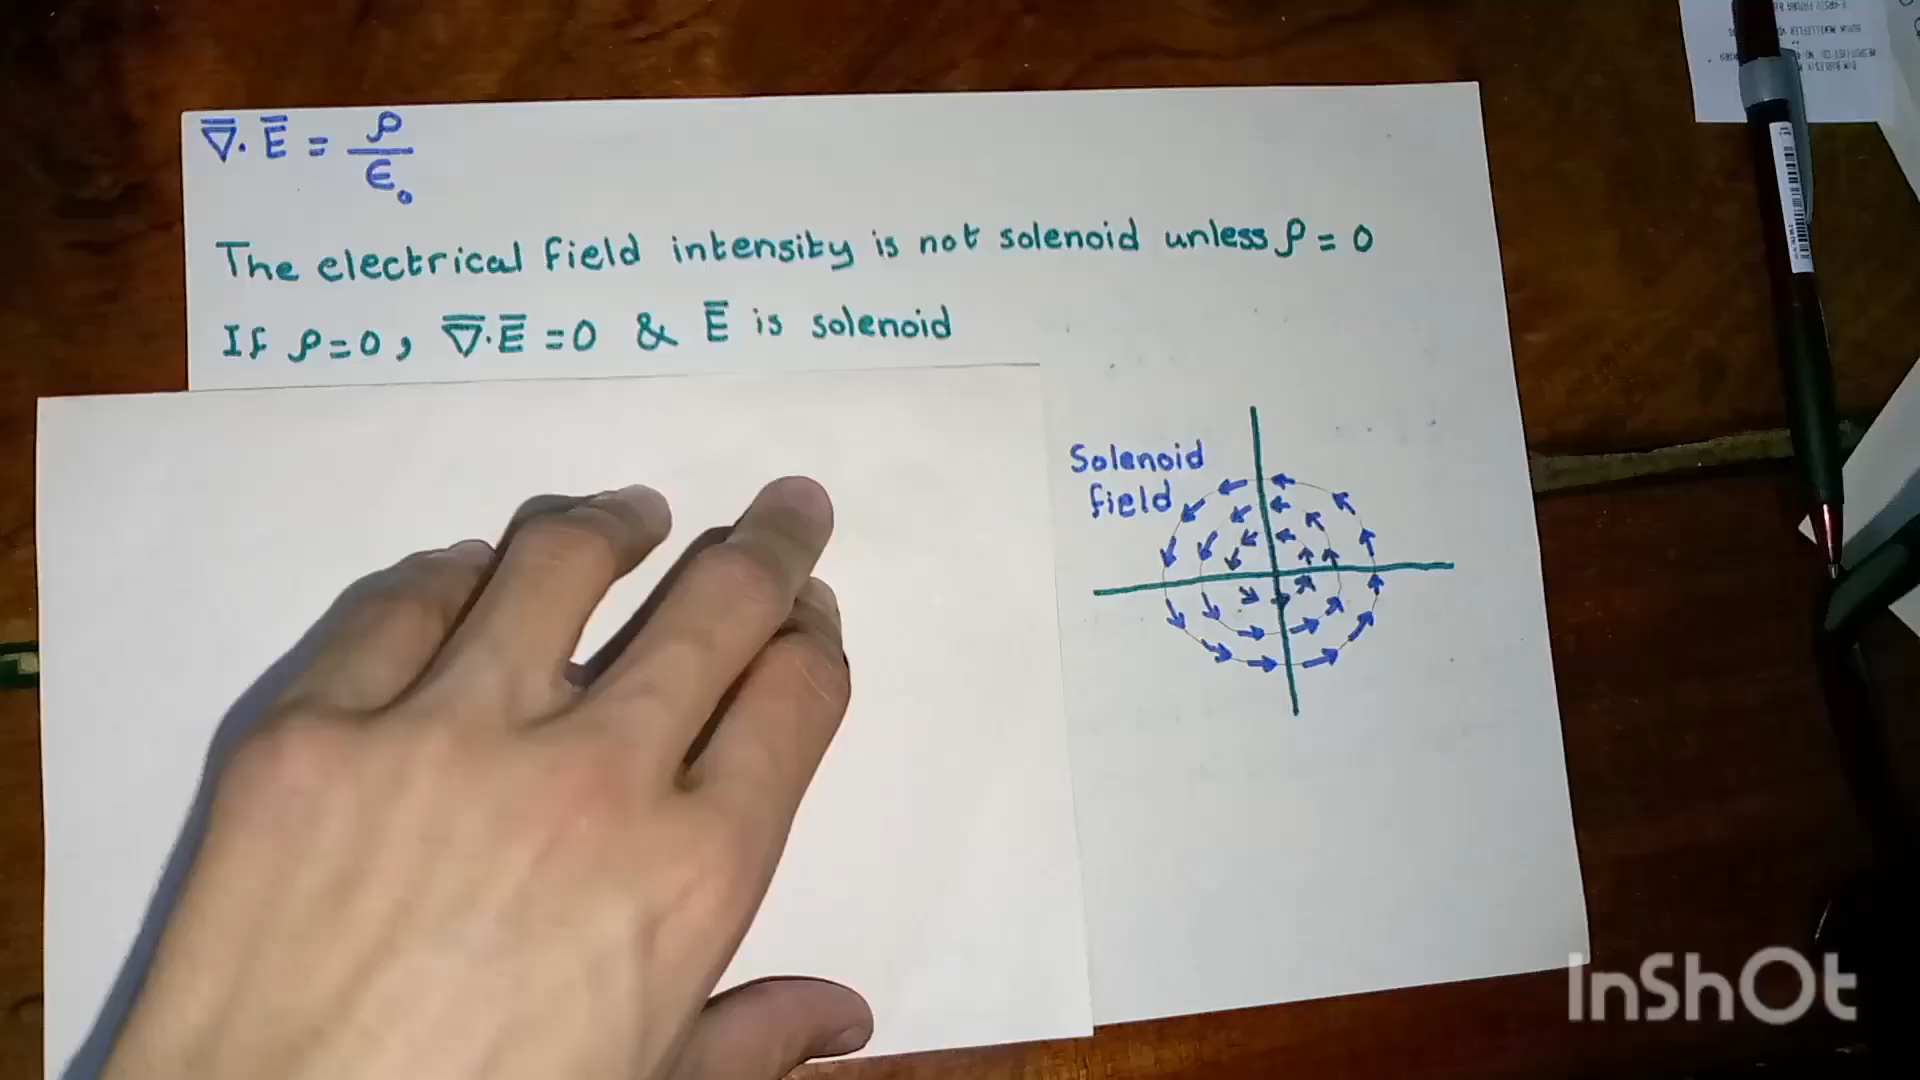 ∇̅·E̅ = ρ/ϵ₀
The electrical field intensity is not solenoid unless ρ = 0
If ρ=0, ∇̅·E̅ =0 & E̅ is solenoid
Solenoid
field
InShOt